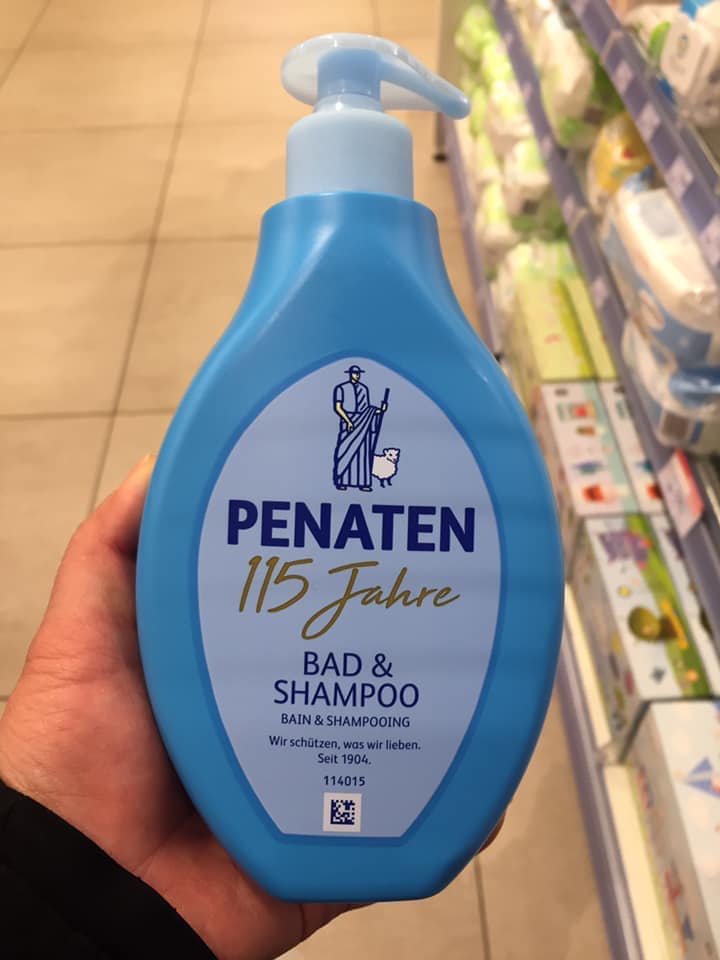 PENATEN
115 Jahre
BAD &
SHAMPOO
BAIN & SHAMPOOING
Wir schützen, was wir lieben.
Seit 1904.
114015